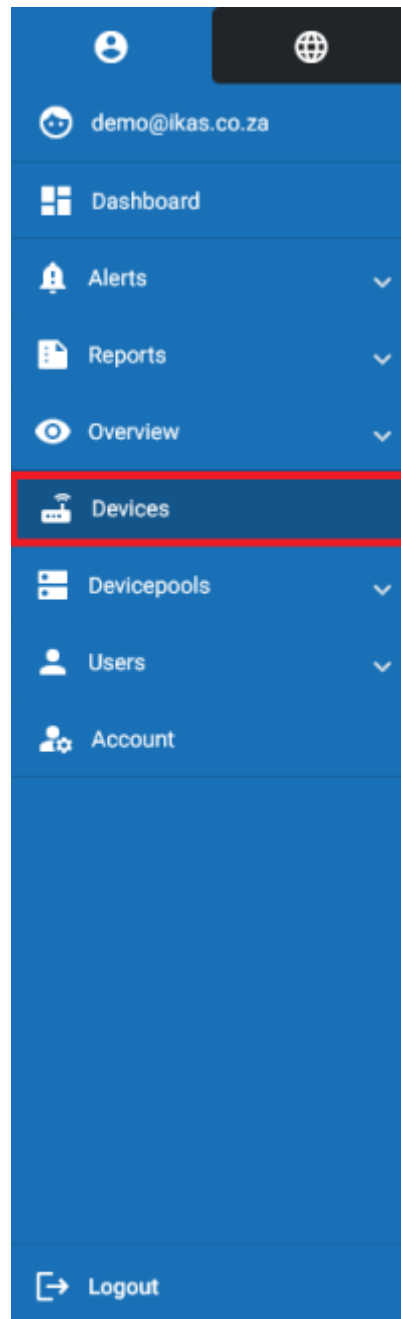 demo@ikas.co.za
Dashboard
Alerts
Reports
Overview
Devices
Devicepools
Users
Account
Logout